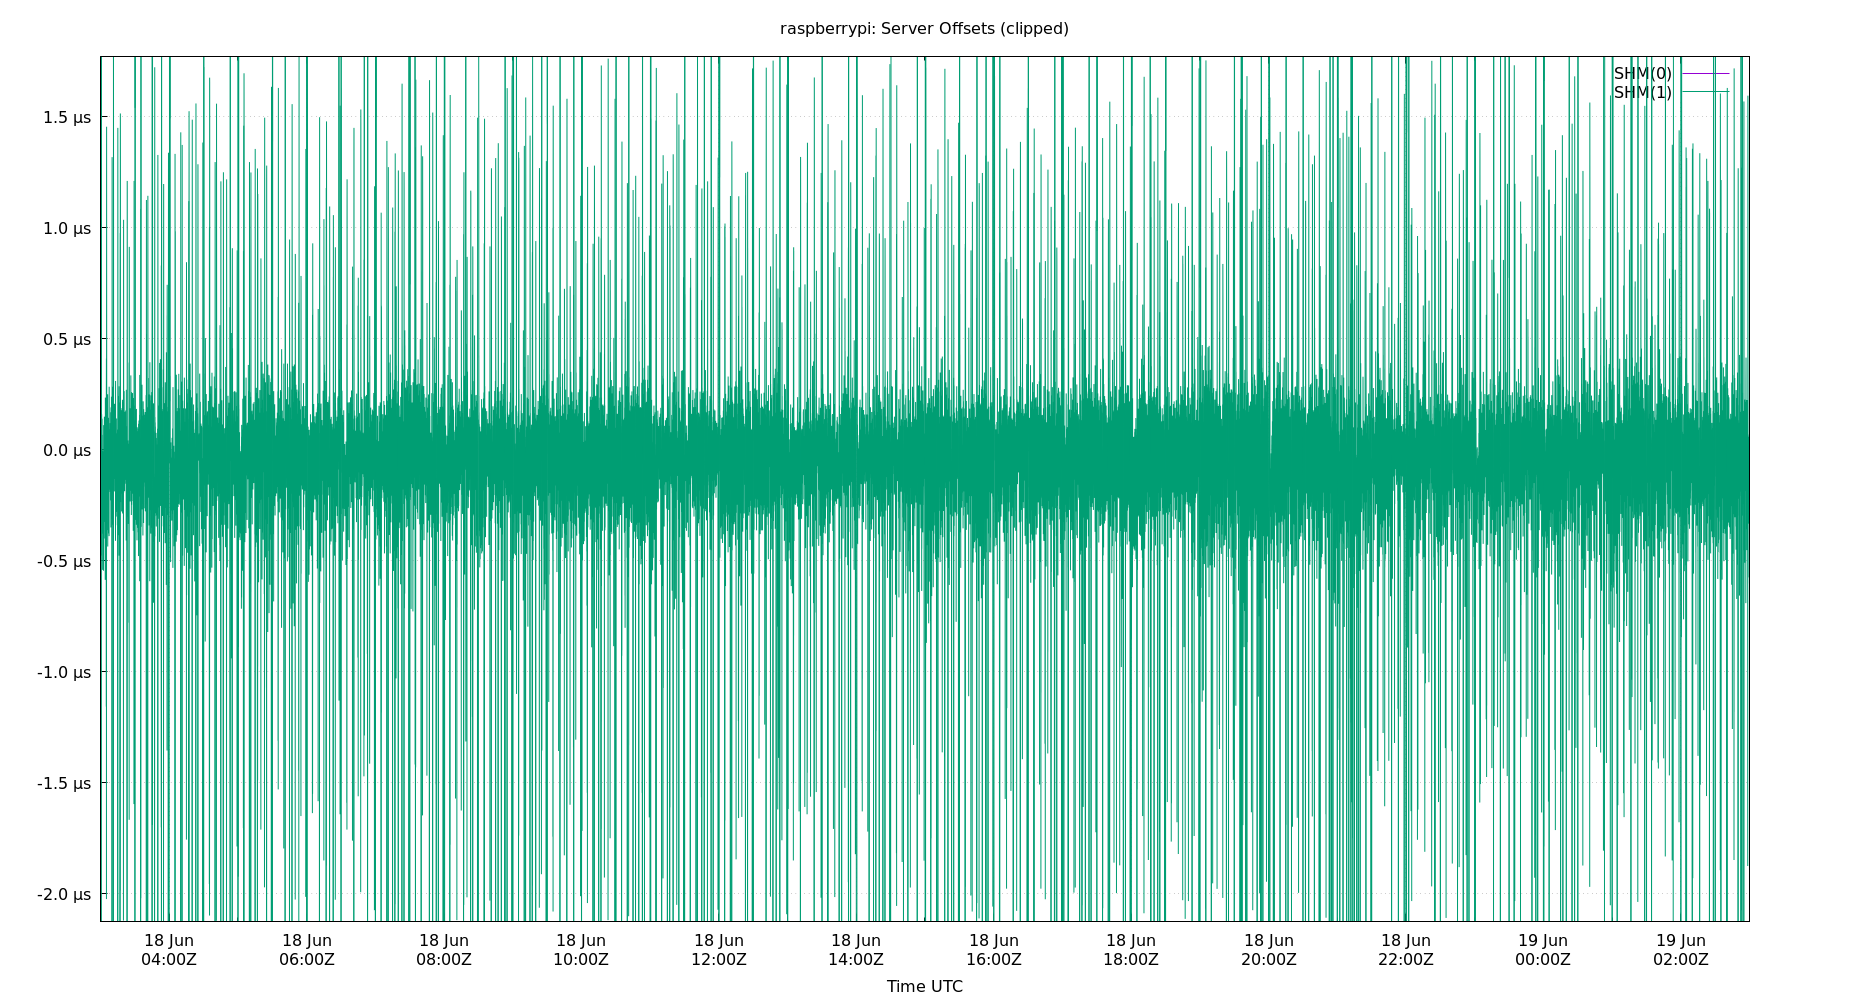 raspberrypi: Server Offsets (clipped)
SHM(0)
SHM(1)
1.5 µs
1.0 µs
0.5 µs
0.0 µs
-0.5 µs
-1.0 µs
-1.5 µs
-2.0 µs
18 Jun 18 Jun 18 Jun 18 Jun 18 Jun 18 Jun 18 Jun 18 Jun 18 Jun 18 Jun 19 Jun 19 Jun
04:00Z 06:00Z 08:00Z 10:00Z 12:00Z 14:00Z 16:00Z 18:00Z 20:00Z 22:00Z 00:00Z 02:00Z
Time UTC